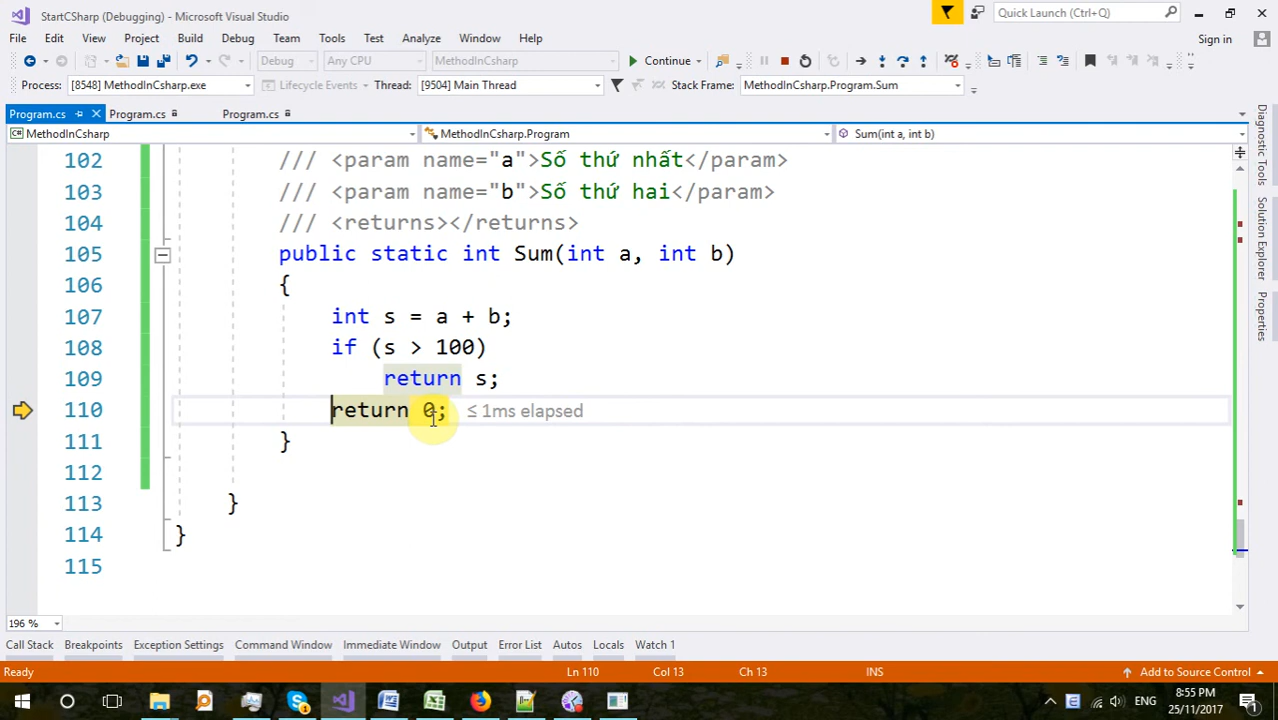 StartCSharp (Debugging) - Microsoft Visual Studio
Quick Launch (Ctrl+Q)
File Edit View Project Build Debug Team Tools Test Analyze Window Help
Sign in
Debug Any CPU MethodInCsharp Continue
Process: [8548] MethodInCsharp.exe Lifecycle Events Thread: [9504] Main Thread Stack Frame: MethodInCsharp.Program.Sum
Program.cs Program.cs Program.cs
MethodInCsharp MethodInCsharp.Program Sum(int a, int b)
102 /// <param name="a">Số thứ nhất</param>
103 /// <param name="b">Số thứ hai</param>
104 /// <returns></returns>
105 public static int Sum(int a, int b)
106 {
107 int s = a + b;
108 if (s > 100)
109 return s;
110 return 0; ≤ 1ms elapsed
111 }
112
113 }
114 }
115
Diagnostic Tools
Solution Explorer
Properties
196 %
Call Stack Breakpoints Exception Settings Command Window Immediate Window Output Error List Autos Locals Watch 1
Ready Ln 110 Col 13 Ch 13 INS Add to Source Control
ENG 8:55 PM
25/11/2017